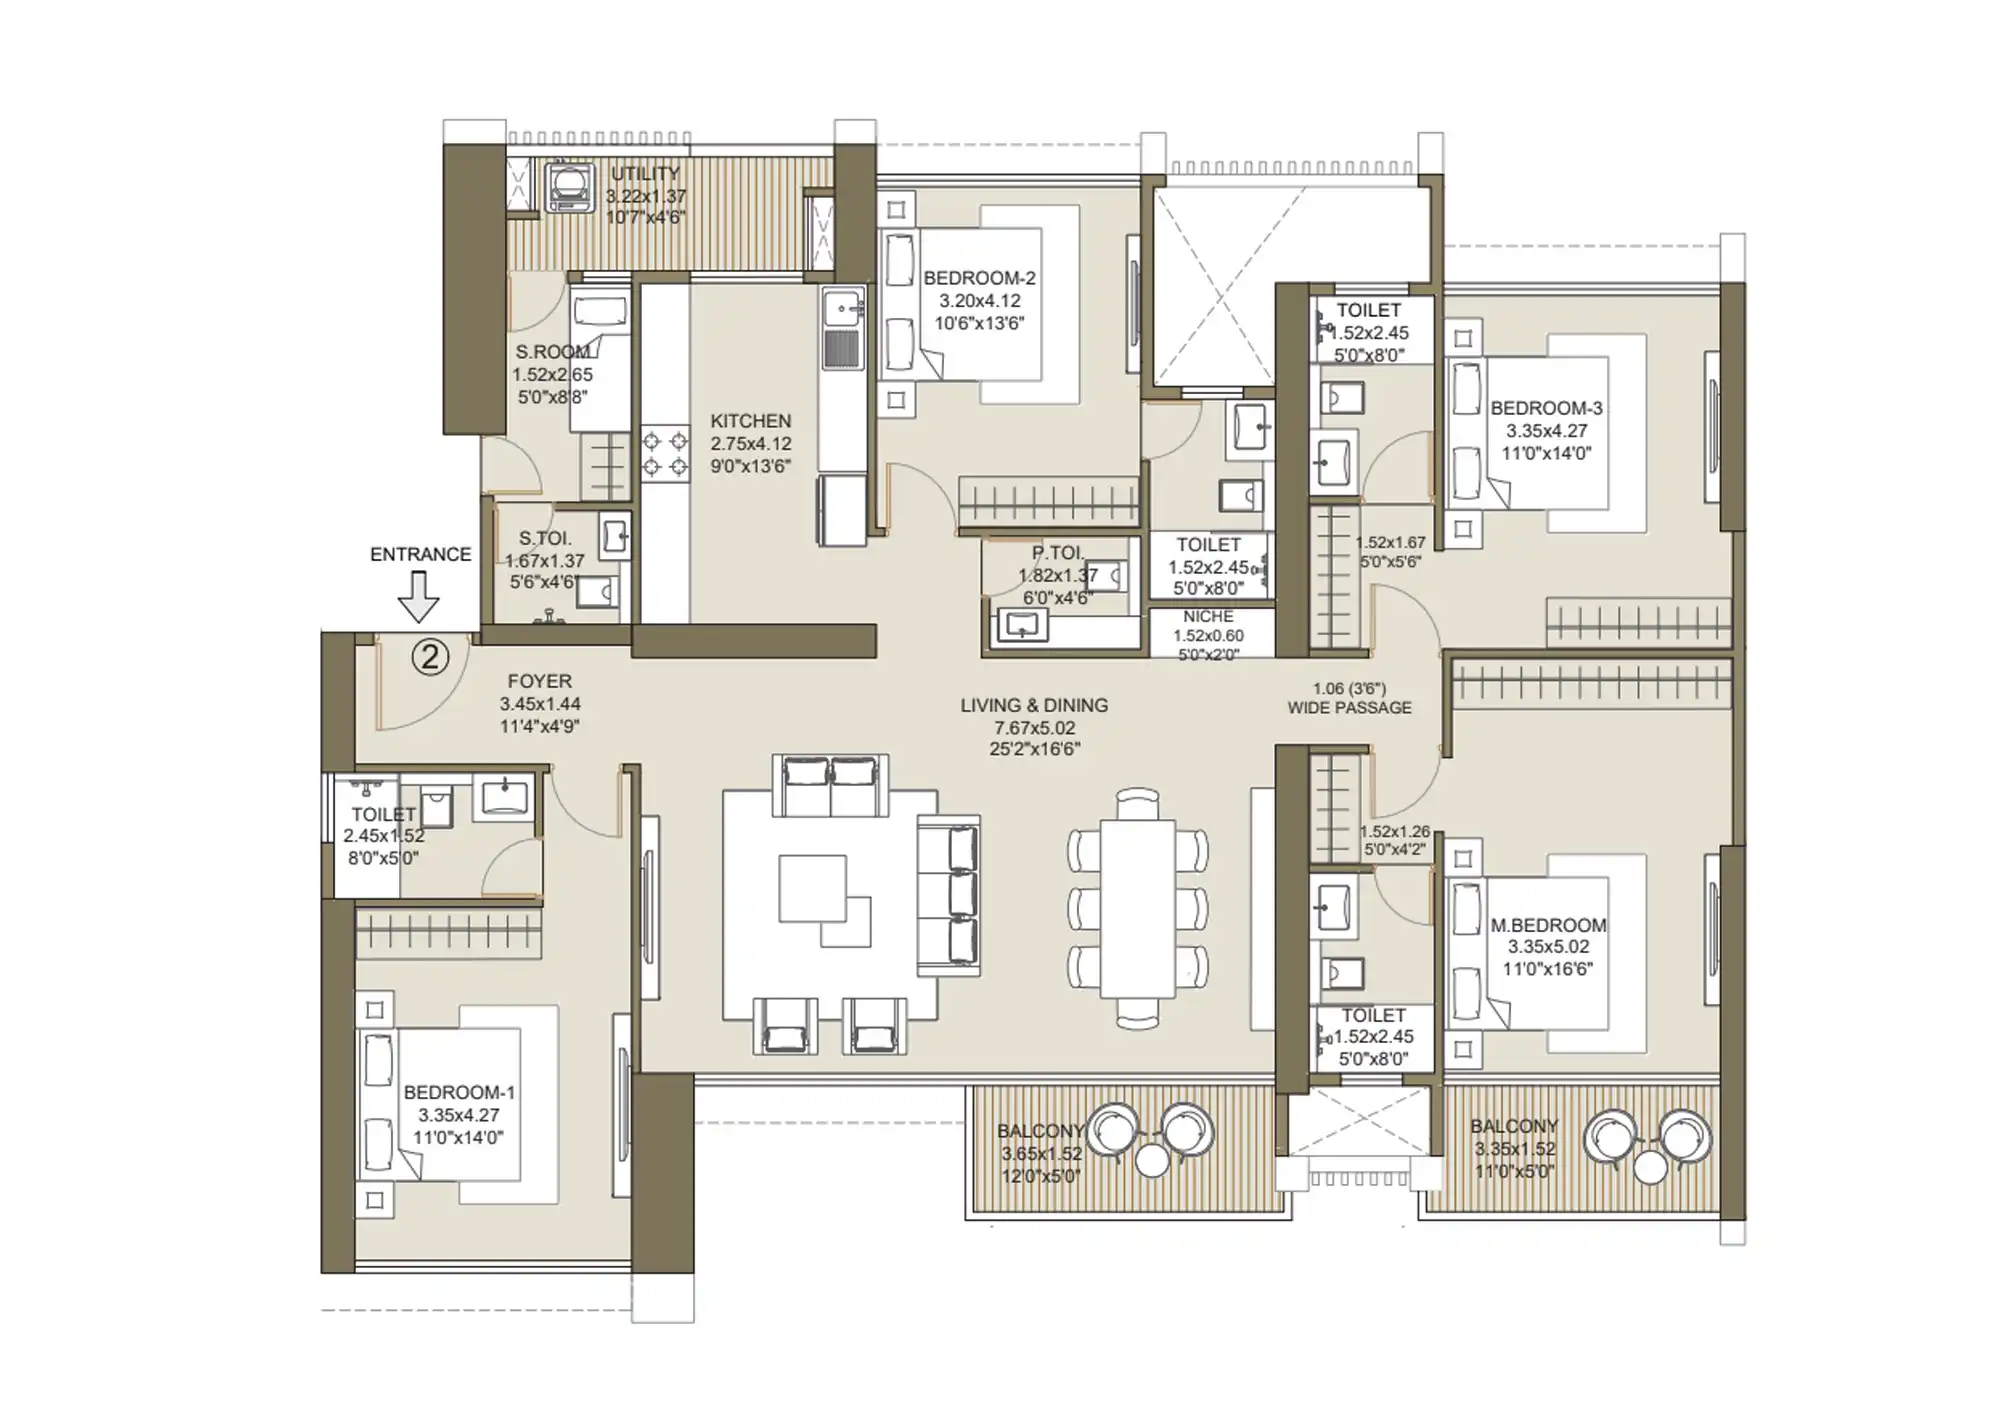 UTILITY
3.22x1.37
10'7"x4'6"
BEDROOM-2
3.20x4.12
10'6"x13'6"
TOILET
1.52x2.45
5'0"x8'0"
S.ROOM
1.52x2.65
5'0"x8'8"
KITCHEN
2.75x4.12
9'0"x13'6"
BEDROOM-3
3.35x4.27
11'0"x14'0"
ENTRANCE
S.TOI.
1.67x1.37
5'6"x4'6"
P.TOI.
1.82x1.37
6'0"x4'6"
TOILET
1.52x2.45
5'0"x8'0"
1.52x1.67
5'0"x5'6"
NICHE
1.52x0.60
5'0"x2'0"
2
FOYER
3.45x1.44
11'4"x4'9"
LIVING & DINING
7.67x5.02
25'2"x16'6"
1.06 (3'6")
WIDE PASSAGE
TOILET
2.45x1.52
8'0"x5'0"
1.52x1.26
5'0"x4'2"
M.BEDROOM
3.35x5.02
11'0"x16'6"
TOILET
1.52x2.45
5'0"x8'0"
BEDROOM-1
3.35x4.27
11'0"x14'0"
BALCONY
3.65x1.52
12'0"x5'0"
BALCONY
3.35x1.52
11'0"x5'0"